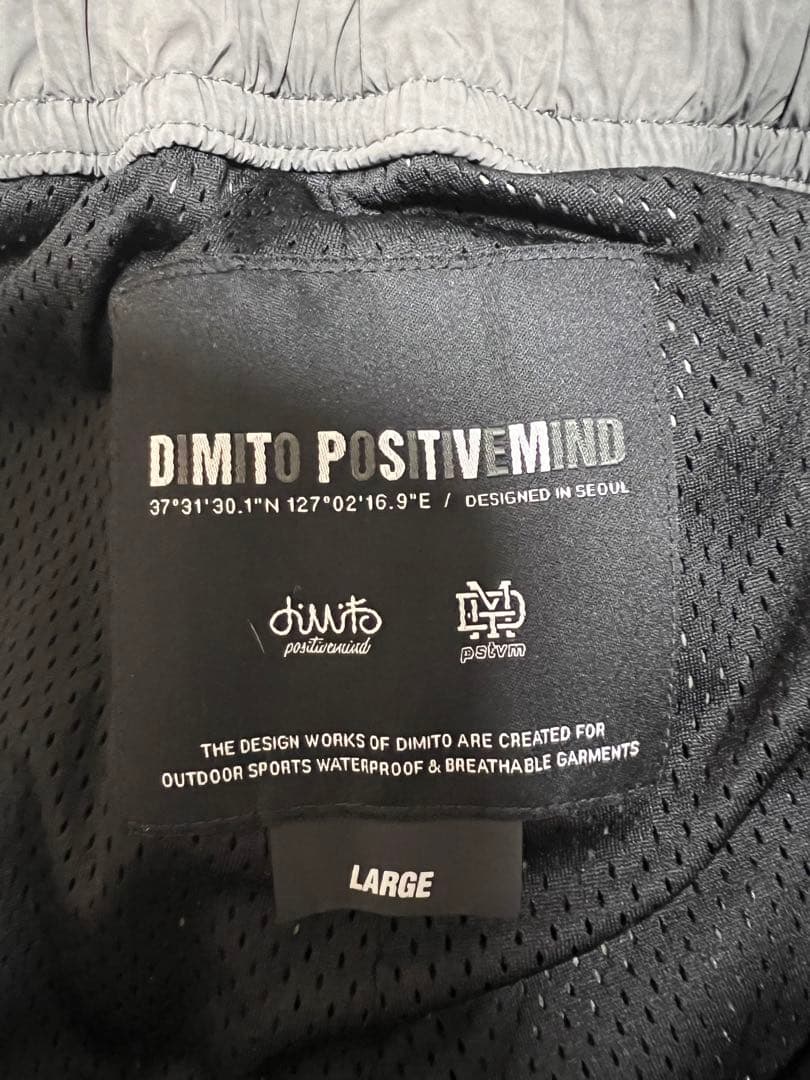 DIMITO POSITIVEMIND
37°31'30.1"N 127°02'16.9"E / DESIGNED IN SEOUL
dimito
positivemind
DMTO
pstvm
THE DESIGN WORKS OF DIMITO ARE CREATED FOR
OUTDOOR SPORTS WATERPROOF & BREATHABLE GARMENTS
LARGE